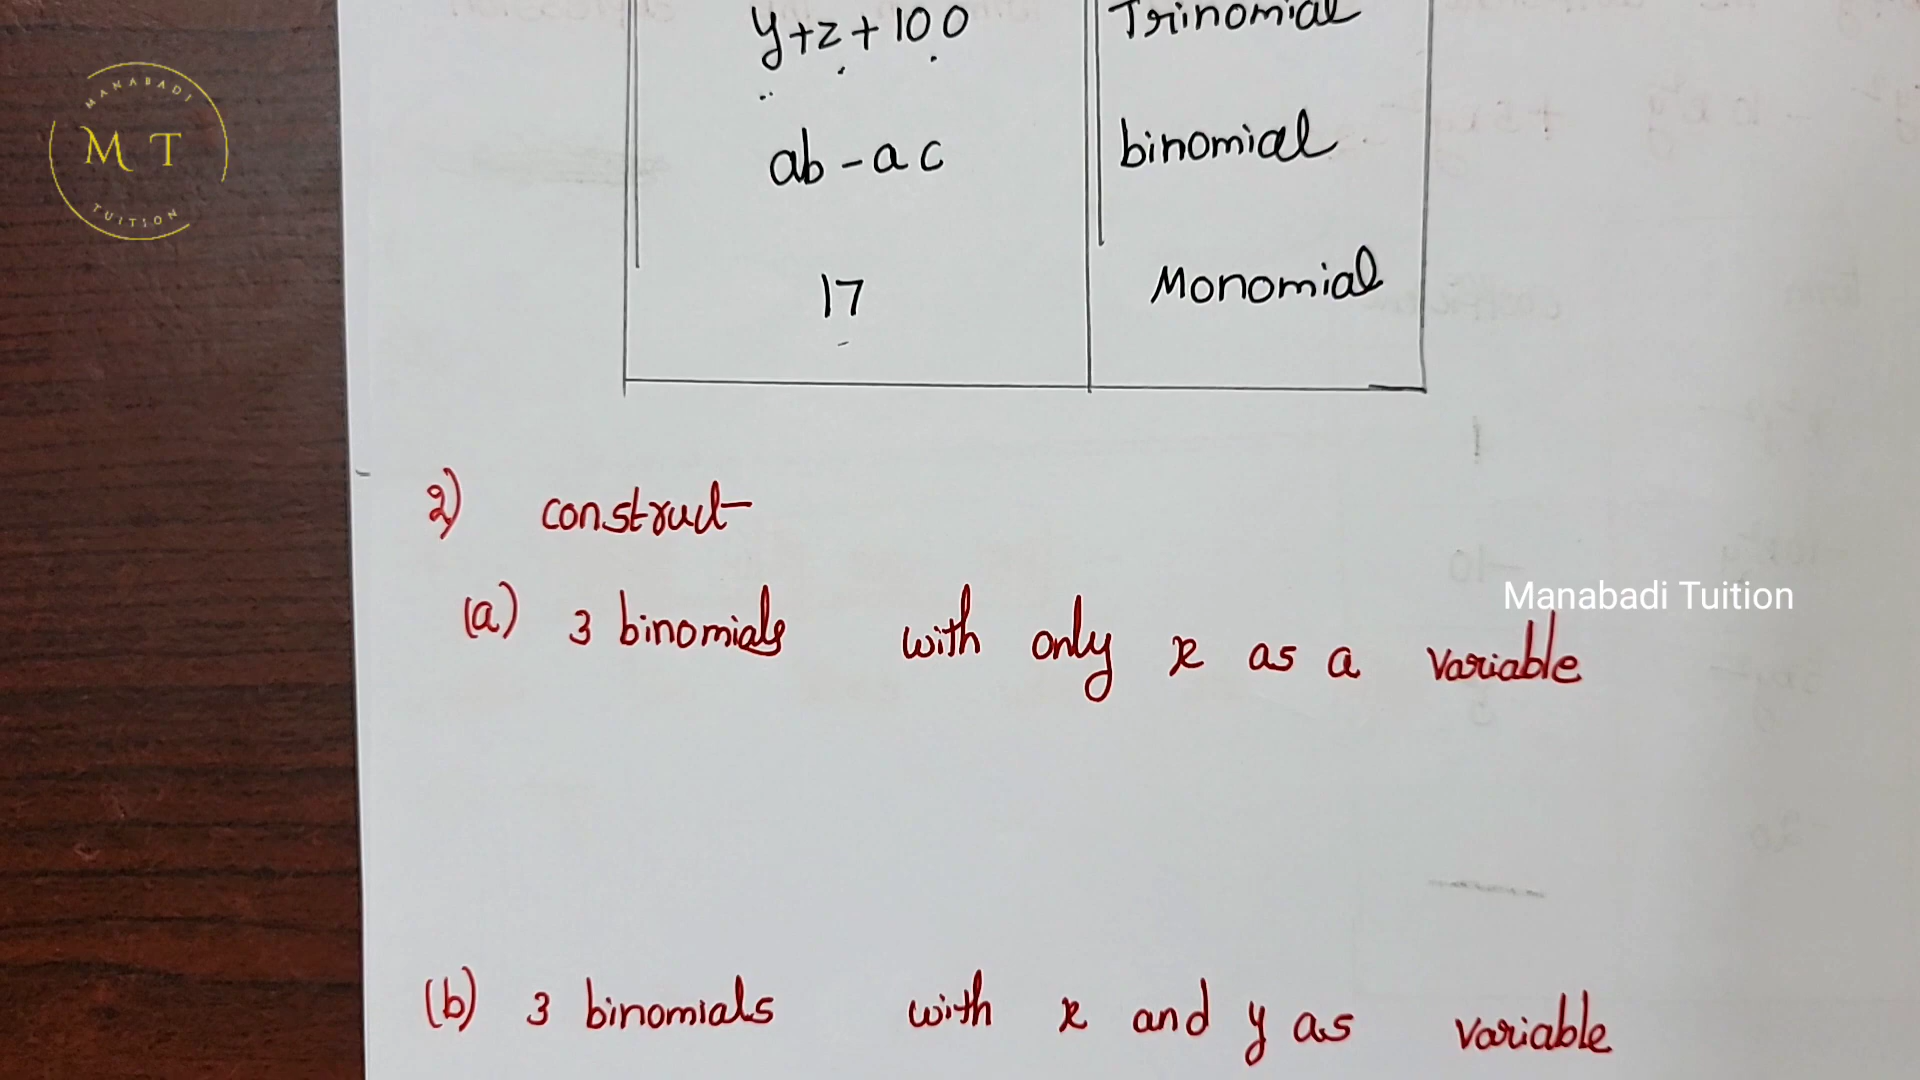 y+z+100 Trinomial
MANABADI
M T
TUITION
ab-ac binomial
17 Monomial
2) construct
(a) 3 binomials with only x as a variable
Manabadi Tuition
(b) 3 binomials with x and y as variable